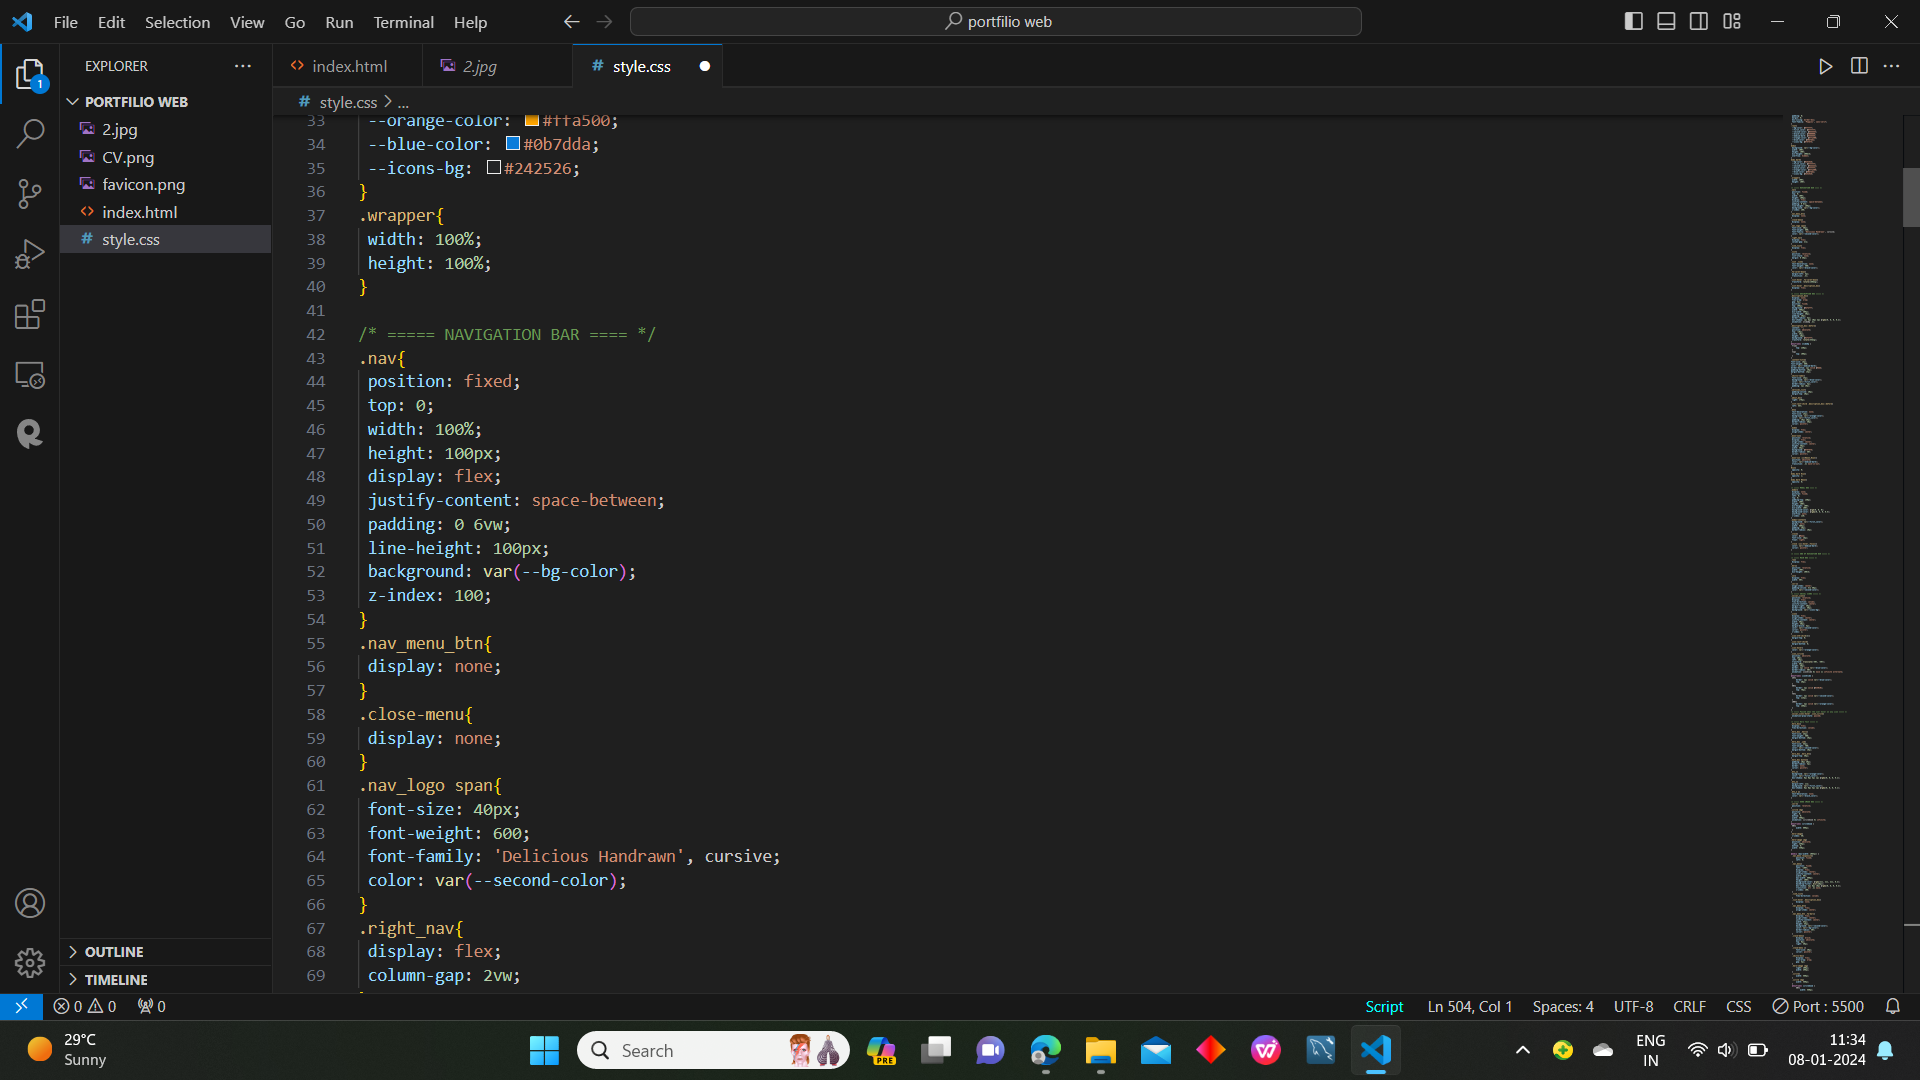 File Edit Selection View Go Run Terminal Help
portfilio web
EXPLORER
index.html
2.jpg
style.css
1
PORTFILIO WEB
2.jpg
CV.png
favicon.png
index.html
style.css
style.css > ...
33 --orange-color: #ffa500;
34 --blue-color: #0b7dda;
35 --icons-bg: #242526;
36 }
37 .wrapper{
38 width: 100%;
39 height: 100%;
40 }
41
42 /* ===== NAVIGATION BAR ==== */
43 .nav{
44 position: fixed;
45 top: 0;
46 width: 100%;
47 height: 100px;
48 display: flex;
49 justify-content: space-between;
50 padding: 0 6vw;
51 line-height: 100px;
52 background: var(--bg-color);
53 z-index: 100;
54 }
55 .nav_menu_btn{
56 display: none;
57 }
58 .close-menu{
59 display: none;
60 }
61 .nav_logo span{
62 font-size: 40px;
63 font-weight: 600;
64 font-family: 'Delicious Handrawn', cursive;
65 color: var(--second-color);
66 }
67 .right_nav{
68 display: flex;
69 column-gap: 2vw;
OUTLINE
TIMELINE
0 0 0
Script Ln 504, Col 1 Spaces: 4 UTF-8 CRLF CSS Port : 5500
29°C
Sunny
Search
PRE
ENG
IN
11:34
08-01-2024